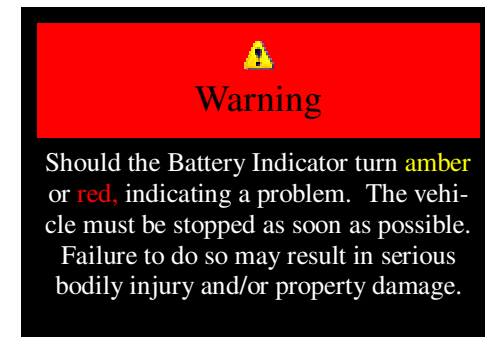 Warning
Should the Battery Indicator turn amber
or red, indicating a problem.  The vehi-
cle must be stopped as soon as possible.
Failure to do so may result in serious
bodily injury and/or property damage.